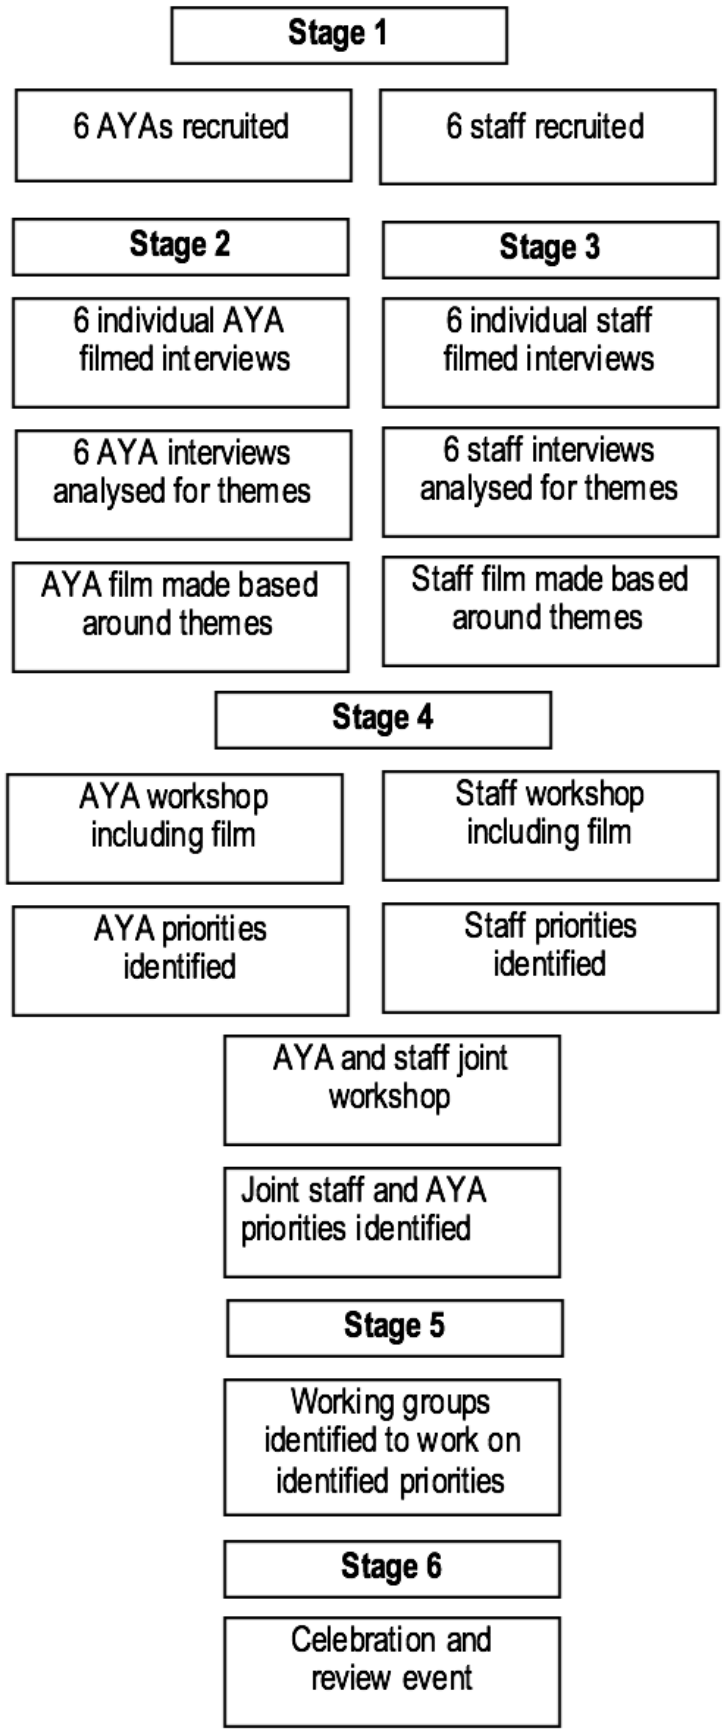 Stage 1
6 AYAs recruited
6 staff recruited
Stage 2
Stage 3
6 individual AYA
filmed interviews
6 individual staff
filmed interviews
6 AYA interviews
analysed for themes
6 staff interviews
analysed for themes
AYA film made based
around themes
Staff film made based
around themes
Stage 4
AYA workshop
including film
Staff workshop
including film
AYA priorities
identified
Staff priorities
identified
AYA and staff joint
workshop
Joint staff and AYA
priorities identified
Stage 5
Working groups
identified to work on
identified priorities
Stage 6
Celebration and
review event